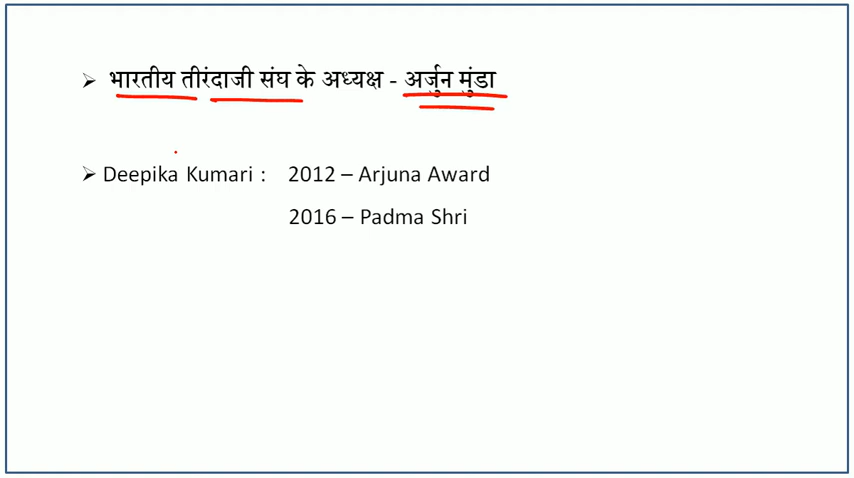 ➢ भारतीय तीरंदाजी संघ के अध्यक्ष - अर्जुन मुंडा
➢ Deepika Kumari : 2012 – Arjuna Award
2016 – Padma Shri